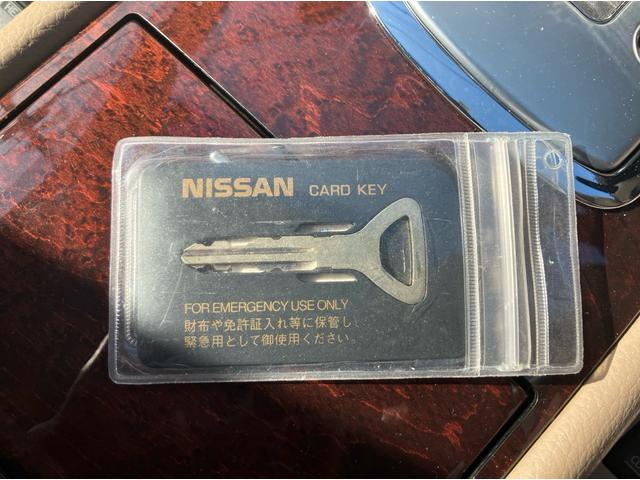 NISSAN CARD KEY
FOR EMERGENCY USE ONLY
財布や免許証入れ等に保管し、
緊急用として御使用ください。